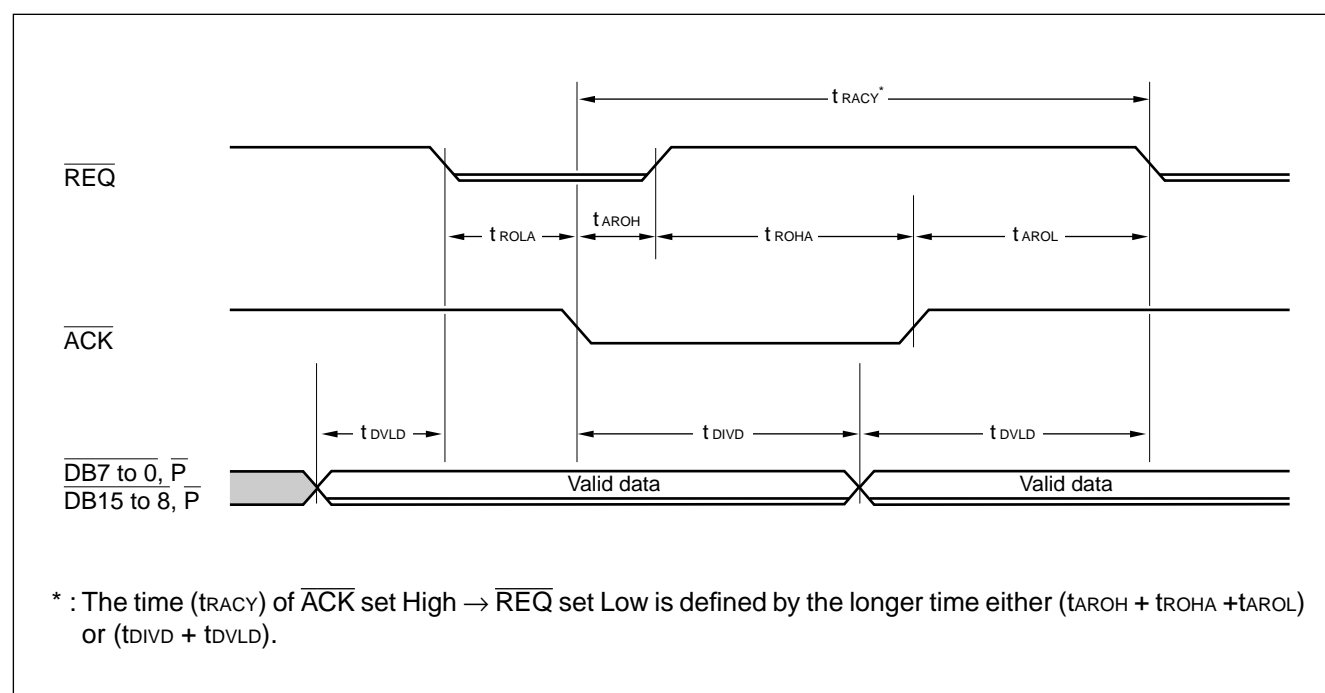 t RACY*
REQ
t ROLA
t AROH
t ROHA
t AROL
ACK
t DVLD
t DIVD
t DVLD
DB7 to 0, P
DB15 to 8, P
Valid data
Valid data
* : The time (tRACY) of ACK set High → REQ set Low is defined by the longer time either (tAROH + tROHA +tAROL)
or (tDIVD + tDVLD).